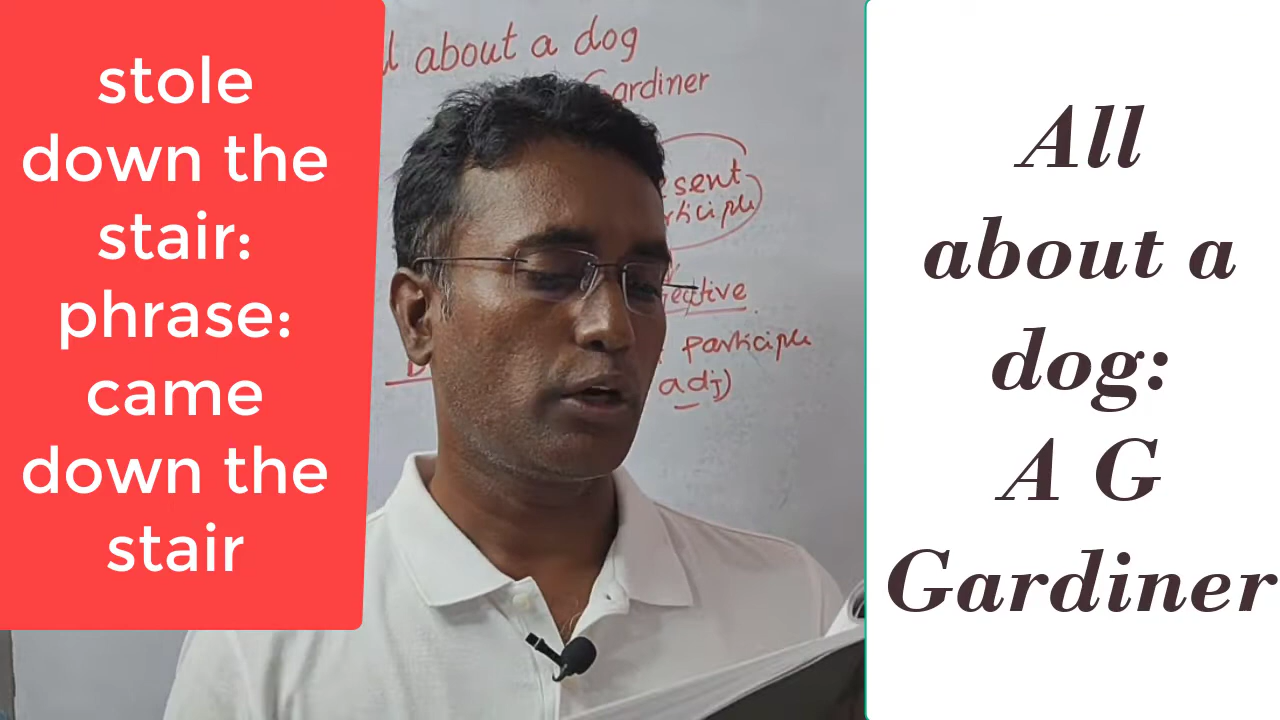 stole
down the
stair:
phrase:
came
down the
stair
about a dog
Gardiner
participle
adj)
All
about a
dog:
A G
Gardiner